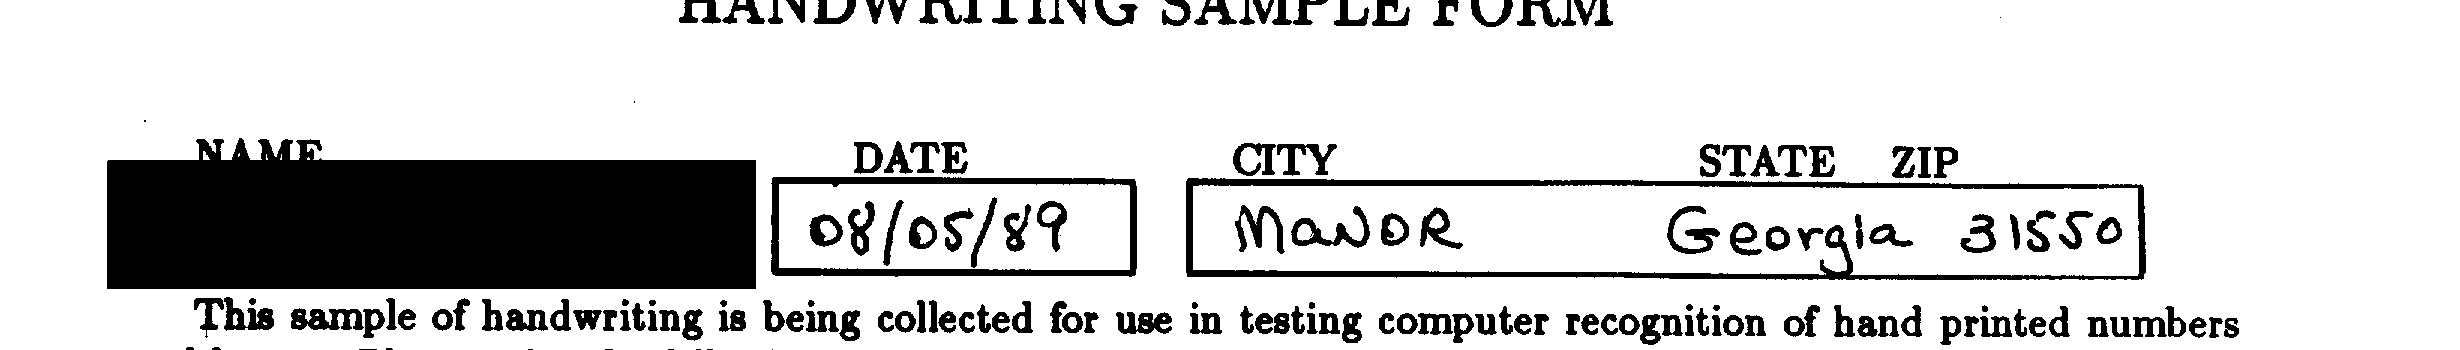 HANDWRITING SAMPLE FORM
NAME DATE CITY STATE ZIP
08/05/89 MaNOR Georgia 31550
This sample of handwriting is being collected for use in testing computer recognition of hand printed numbers